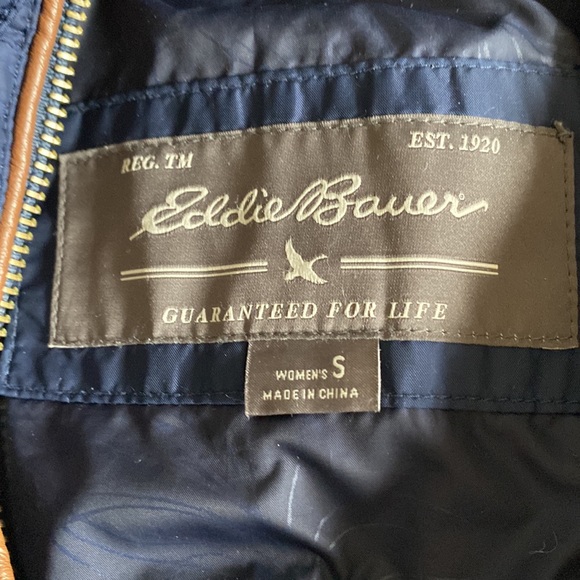 REG. TM
EST. 1920
Eddie Bauer
GUARANTEED FOR LIFE
WOMEN'S S
MADE IN CHINA